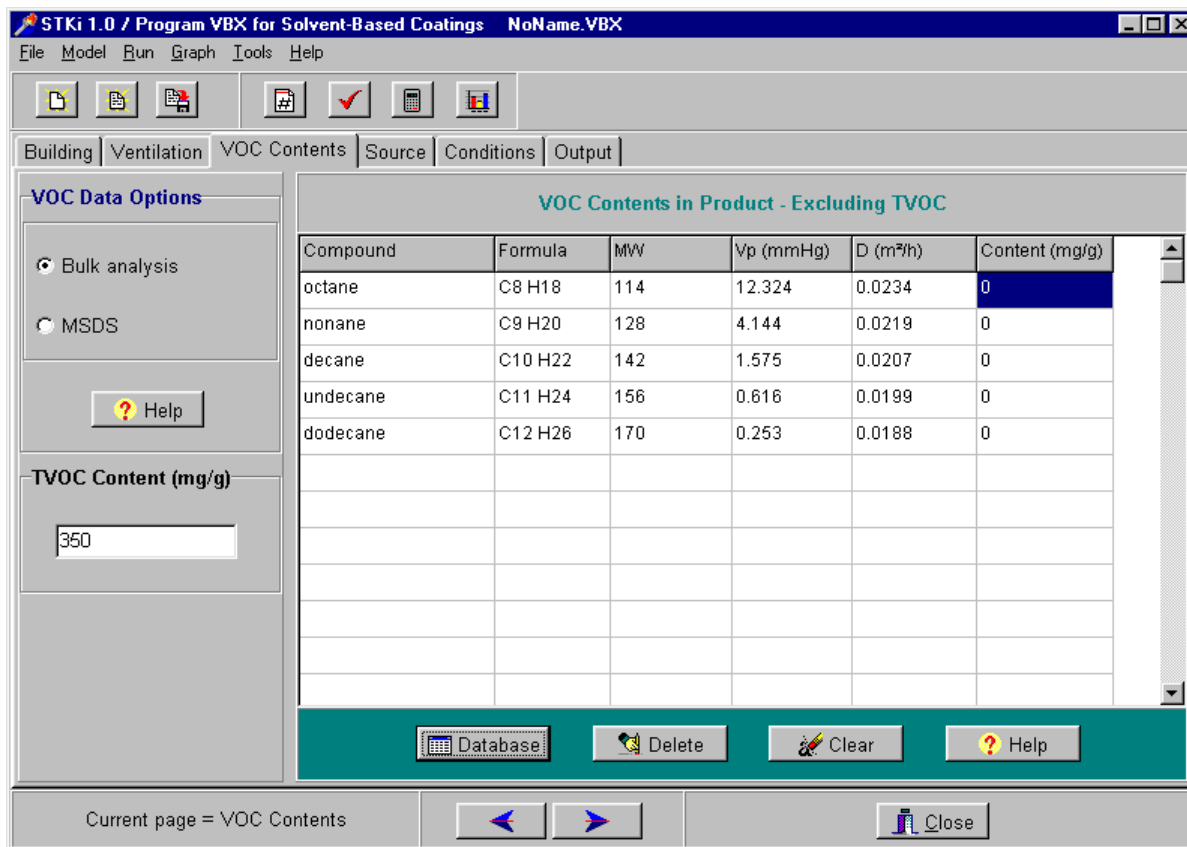 STKi 1.0 / Program VBX for Solvent-Based Coatings NoName.VBX
File Model Run Graph Tools Help
Building Ventilation VOC Contents Source Conditions Output
VOC Data Options
Bulk analysis
MSDS
? Help
TVOC Content (mg/g)
350
VOC Contents in Product - Excluding TVOC
Compound Formula MW Vp (mmHg) D (m²/h) Content (mg/g)
octane C8 H18 114 12.324 0.0234 0
nonane C9 H20 128 4.144 0.0219 0
decane C10 H22 142 1.575 0.0207 0
undecane C11 H24 156 0.616 0.0199 0
dodecane C12 H26 170 0.253 0.0188 0
Database Delete Clear ? Help
Current page = VOC Contents
Close